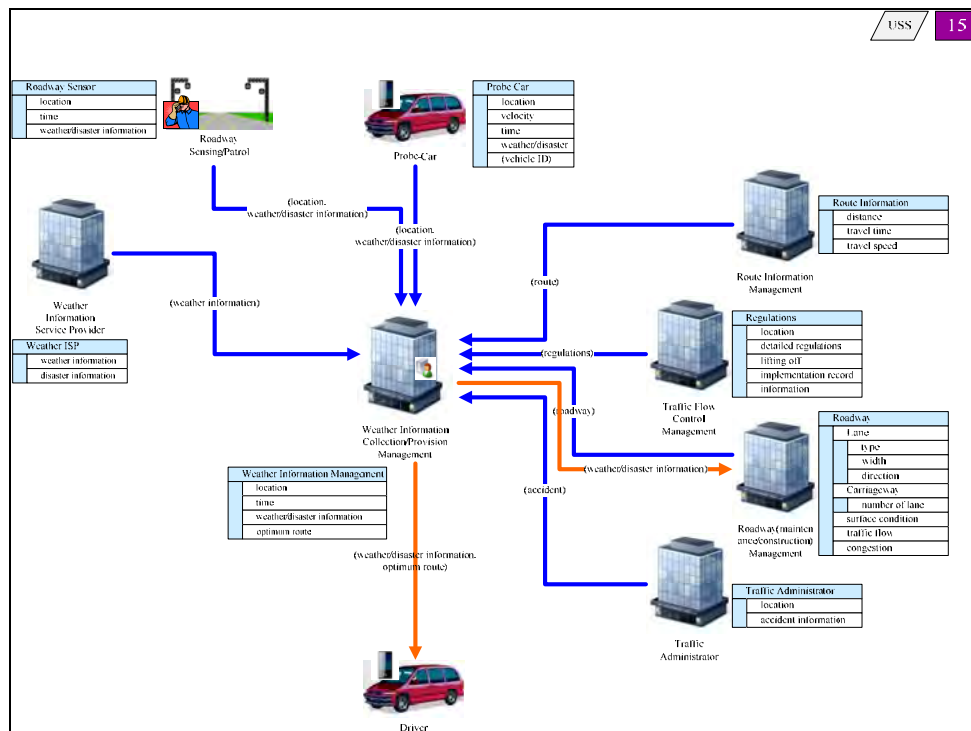 USS
15
Roadway Sensor
location
time
weather/disaster information
Roadway
Sensing/Patrol
Probe-Car
Probe Car
location
velocity
time
weather/disaster
(vehicle ID)
(location,
weather/disaster information)
(location,
weather/disaster information)
Weather
Information
Service Provider
Weather ISP
weather information
disaster information
(weather information)
Route Information
Management
Route Information
distance
travel time
travel speed
(route)
(regulations)
Traffic Flow
Control
Management
Regulations
location
detailed regulations
lifting off
implementation record
information
Weather Information
Collection/Provision
Management
(roadway)
(weather/disaster information)
Roadway(mainten
ance/construction)
Management
Roadway
Lane
type
width
direction
Carriageway
number of lane
surface condition
traffic flow
congestion
Weather Information Management
location
time
weather/disaster information
optimum route
(accident)
(weather/disaster information,
optimum route)
Traffic
Administrator
Traffic Administrator
location
accident information
Driver